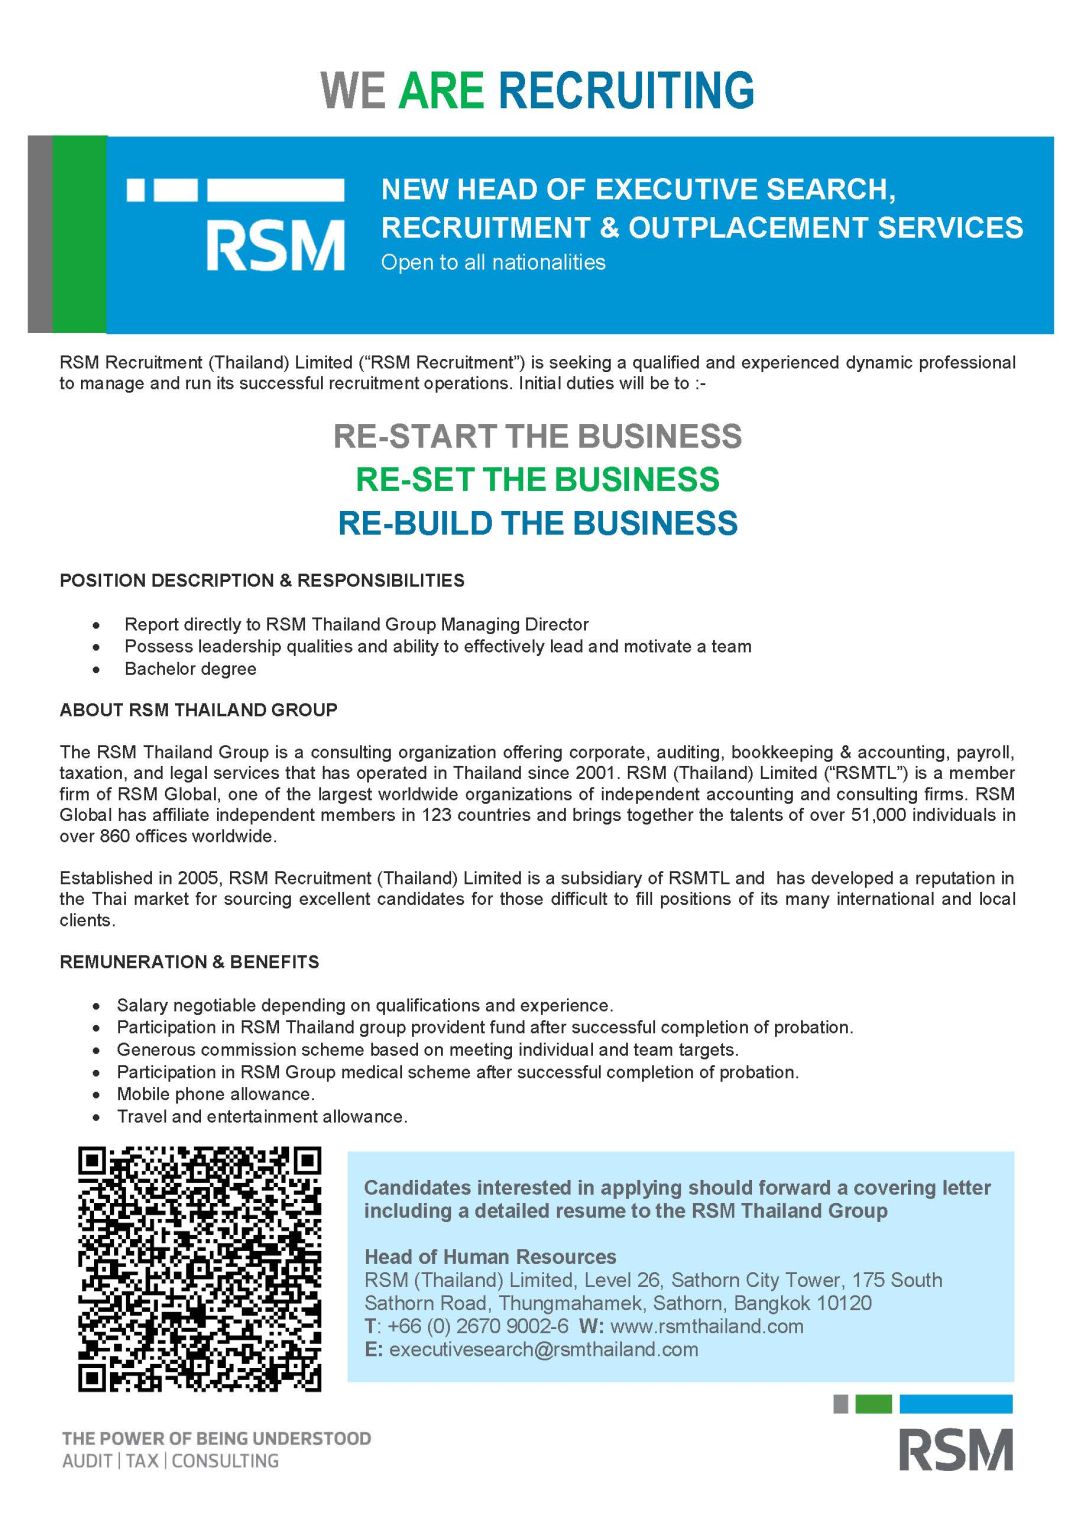 WE ARE RECRUITING
RSM
NEW HEAD OF EXECUTIVE SEARCH,
RECRUITMENT & OUTPLACEMENT SERVICES
Open to all nationalities
RSM Recruitment (Thailand) Limited (“RSM Recruitment”) is seeking a qualified and experienced dynamic professional
to manage and run its successful recruitment operations. Initial duties will be to :-
RE-START THE BUSINESS
RE-SET THE BUSINESS
RE-BUILD THE BUSINESS
POSITION DESCRIPTION & RESPONSIBILITIES
• Report directly to RSM Thailand Group Managing Director
• Possess leadership qualities and ability to effectively lead and motivate a team
• Bachelor degree
ABOUT RSM THAILAND GROUP
The RSM Thailand Group is a consulting organization offering corporate, auditing, bookkeeping & accounting, payroll,
taxation, and legal services that has operated in Thailand since 2001. RSM (Thailand) Limited (“RSMTL”) is a member
firm of RSM Global, one of the largest worldwide organizations of independent accounting and consulting firms. RSM
Global has affiliate independent members in 123 countries and brings together the talents of over 51,000 individuals in
over 860 offices worldwide.
Established in 2005, RSM Recruitment (Thailand) Limited is a subsidiary of RSMTL and has developed a reputation in
the Thai market for sourcing excellent candidates for those difficult to fill positions of its many international and local
clients.
REMUNERATION & BENEFITS
• Salary negotiable depending on qualifications and experience.
• Participation in RSM Thailand group provident fund after successful completion of probation.
• Generous commission scheme based on meeting individual and team targets.
• Participation in RSM Group medical scheme after successful completion of probation.
• Mobile phone allowance.
• Travel and entertainment allowance.
Candidates interested in applying should forward a covering letter
including a detailed resume to the RSM Thailand Group
Head of Human Resources
RSM (Thailand) Limited, Level 26, Sathorn City Tower, 175 South
Sathorn Road, Thungmahamek, Sathorn, Bangkok 10120
T: +66 (0) 2670 9002-6 W: www.rsmthailand.com
E: executivesearch@rsmthailand.com
THE POWER OF BEING UNDERSTOOD
AUDIT | TAX | CONSULTING
RSM